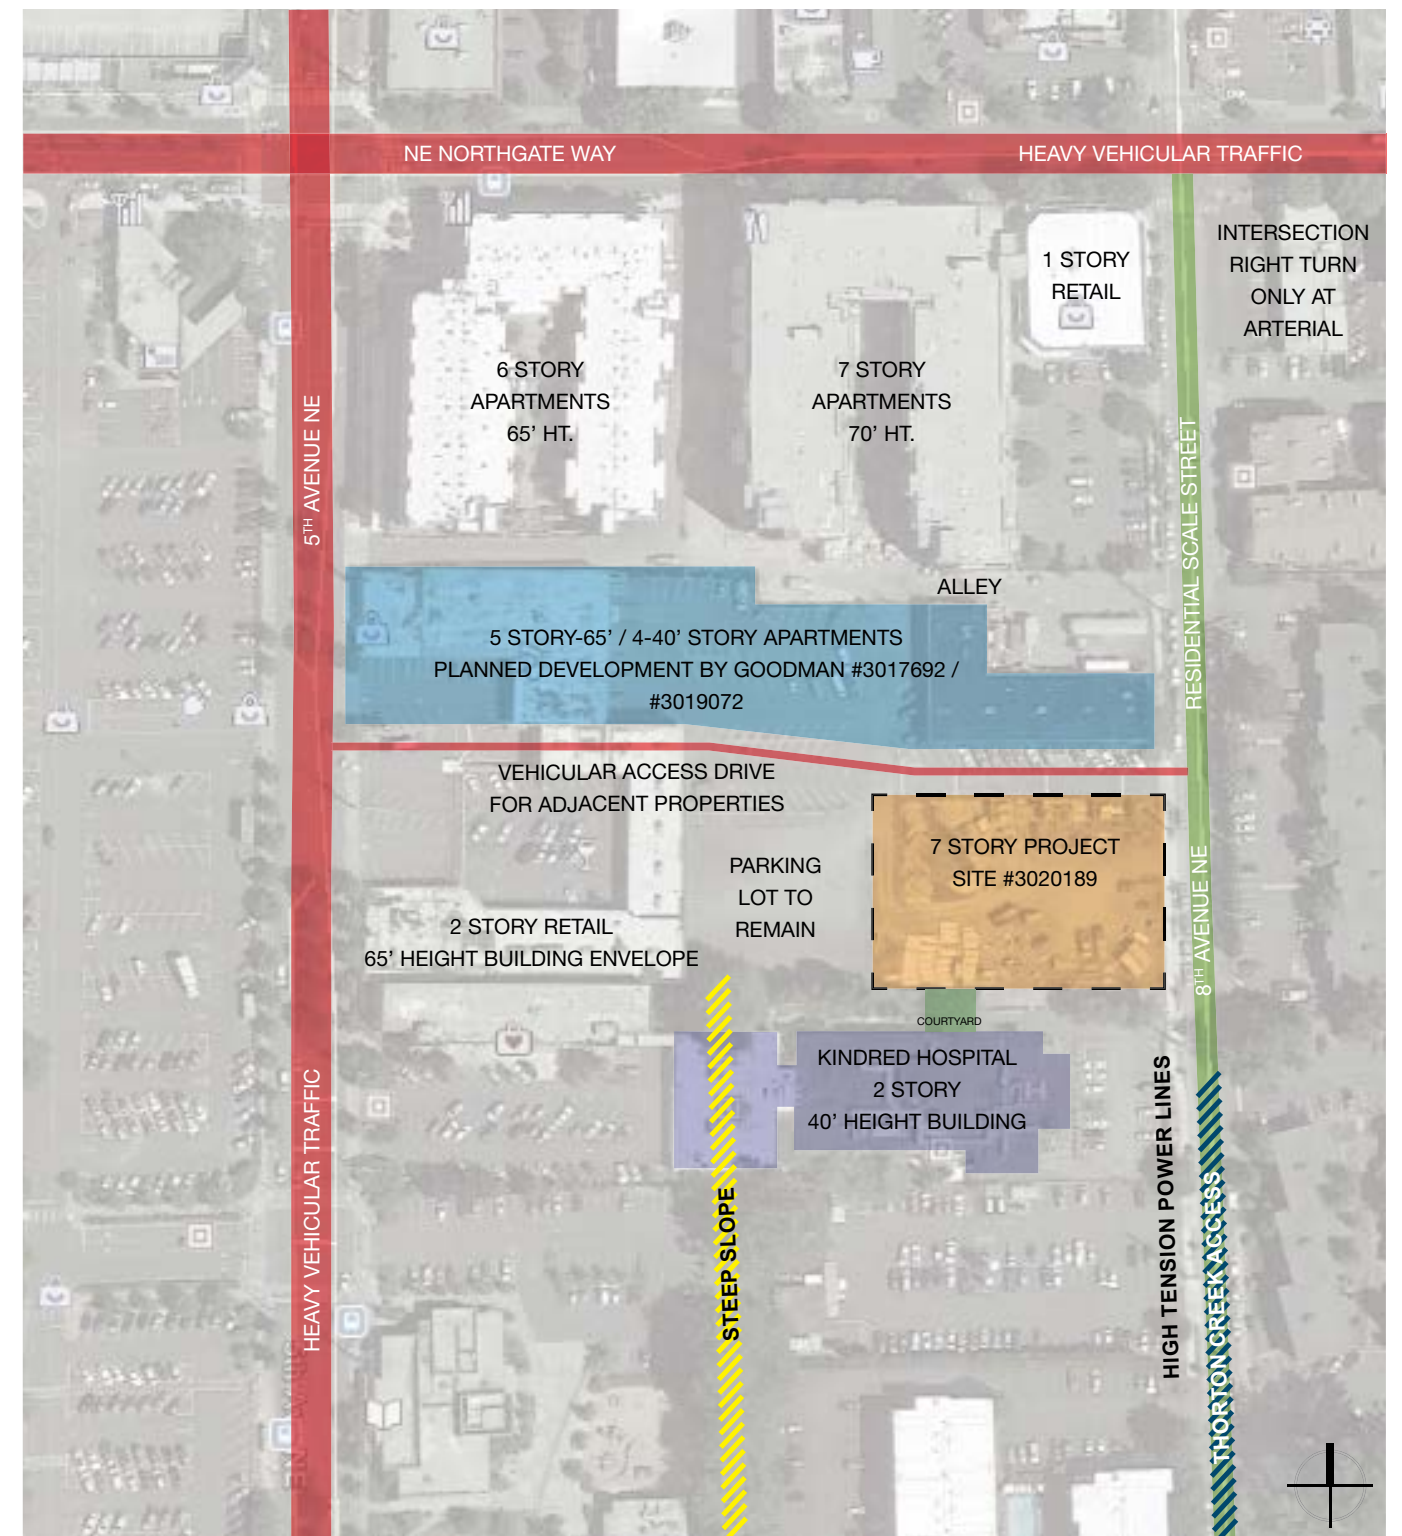 NE NORTHGATE WAY
HEAVY VEHICULAR TRAFFIC
INTERSECTION
RIGHT TURN
ONLY AT
ARTERIAL
1 STORY
RETAIL
6 STORY
APARTMENTS
65’ HT.
7 STORY
APARTMENTS
70’ HT.
5TH AVENUE NE
RESIDENTIAL SCALE STREET
ALLEY
5 STORY-65’ / 4-40’ STORY APARTMENTS
PLANNED DEVELOPMENT BY GOODMAN #3017692 /
#3019072
VEHICULAR ACCESS DRIVE
FOR ADJACENT PROPERTIES
7 STORY PROJECT
SITE #3020189
PARKING
LOT TO
REMAIN
8TH AVENUE NE
2 STORY RETAIL
65’ HEIGHT BUILDING ENVELOPE
COURTYARD
KINDRED HOSPITAL
2 STORY
40’ HEIGHT BUILDING
HEAVY VEHICULAR TRAFFIC
STEEP SLOPE
HIGH TENSION POWER LINES
THORTON CREEK ACCESS